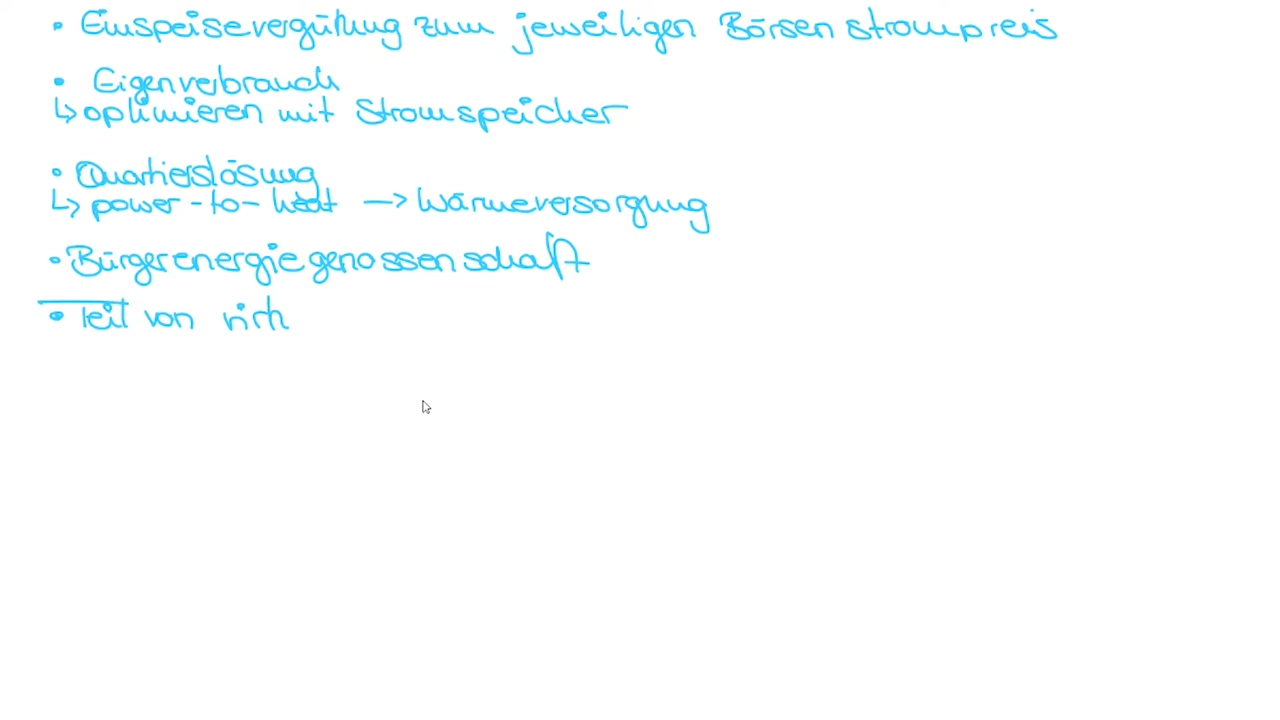 • Einspeisevergütung zum jeweiligen Börsenstrompreis
• Eigenverbrauch
↳ optimieren mit Stromspeicher
• Quartierslösung
↳ power-to-heat → Wärmeversorgung
• Bürgerenergiegenossenschaft
• Teil von